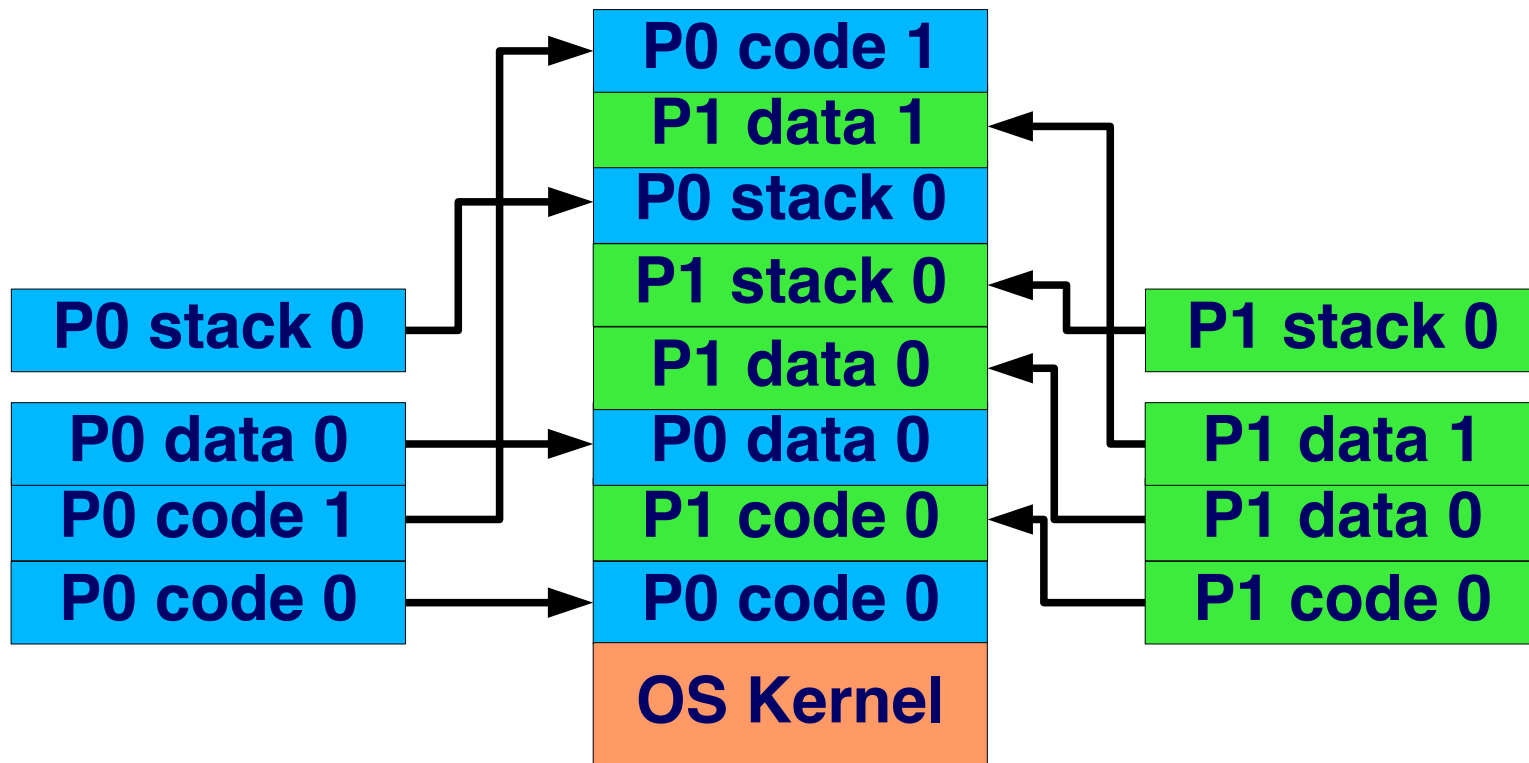 P0 stack 0
P0 data 0
P0 code 1
P0 code 0
P0 code 1
P1 data 1
P0 stack 0
P1 stack 0
P1 data 0
P0 data 0
P1 code 0
P0 code 0
OS Kernel
P1 stack 0
P1 data 1
P1 data 0
P1 code 0